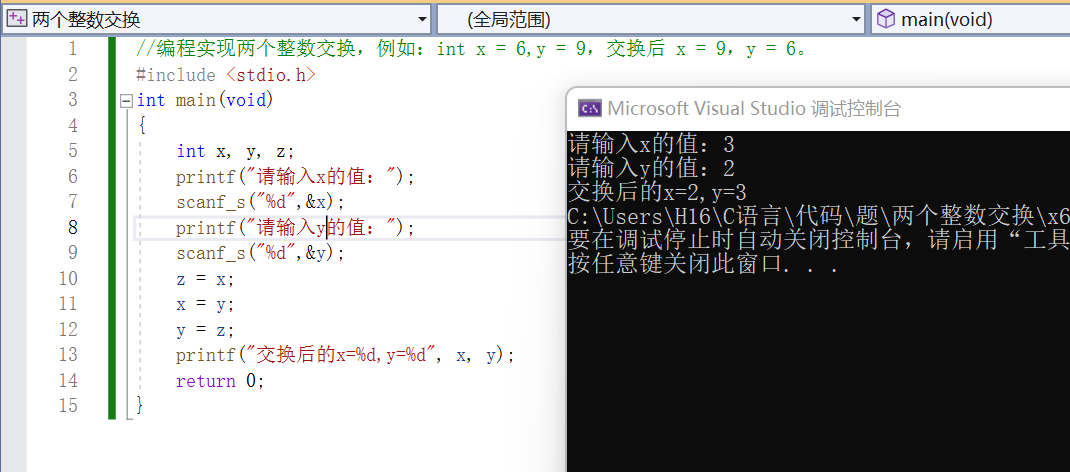 两个整数交换 (全局范围) main(void)
1 //编程实现两个整数交换，例如：int x = 6,y = 9，交换后 x = 9，y = 6。
2 #include <stdio.h>
3 int main(void)
4 {
5 int x, y, z;
6 printf("请输入x的值：");
7 scanf_s("%d",&x);
8 printf("请输入y的值：");
9 scanf_s("%d",&y);
10 z = x;
11 x = y;
12 y = z;
13 printf("交换后的x=%d,y=%d", x, y);
14 return 0;
15 }
Microsoft Visual Studio 调试控制台
请输入x的值：3
请输入y的值：2
交换后的x=2,y=3
C:\Users\H16\C语言\代码\题\两个整数交换\x6
要在调试停止时自动关闭控制台，请启用“工具
按任意键关闭此窗口. . .